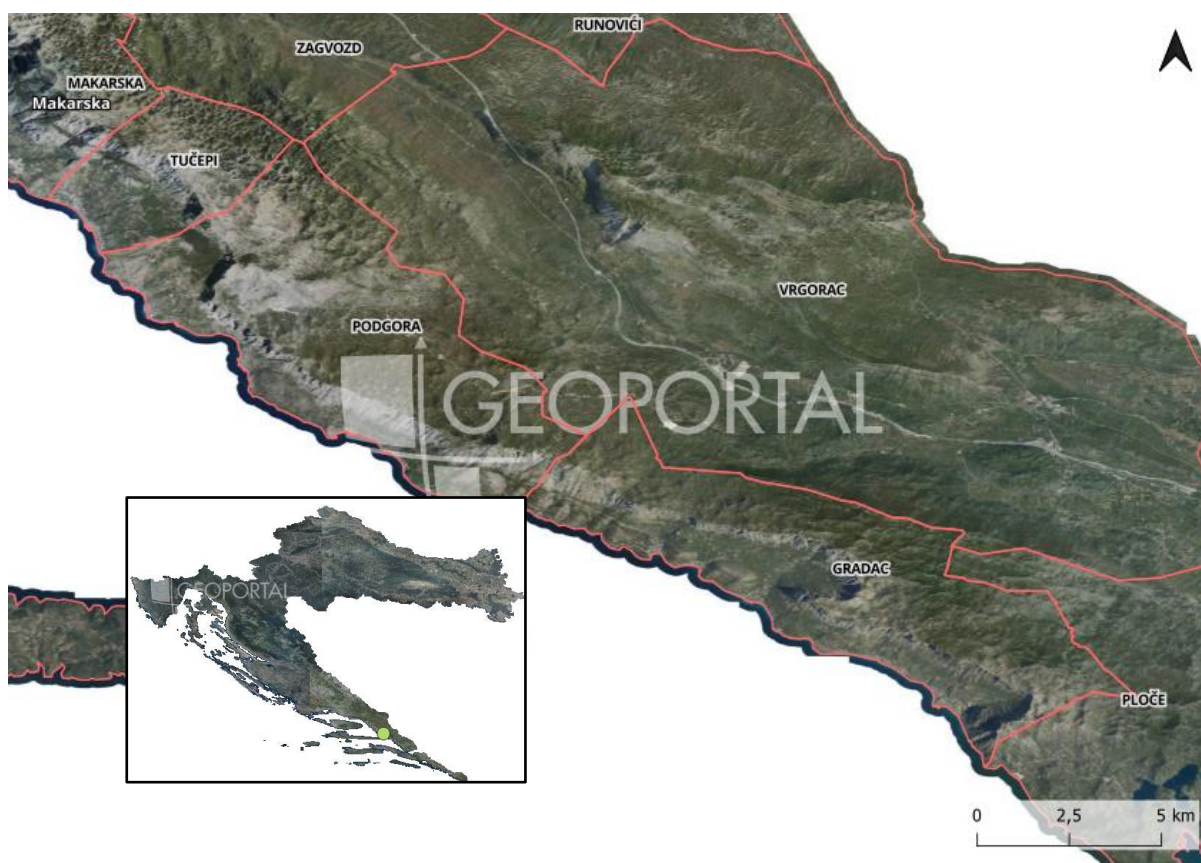 RUNOVIĆI
ZAGVOZD
MAKARSKA
Makarska
TUČEPI
VRGORAC
PODGORA
GEOPORTAL
GEOPORTAL
GRADAC
PLOČE
0 2,5 5 km